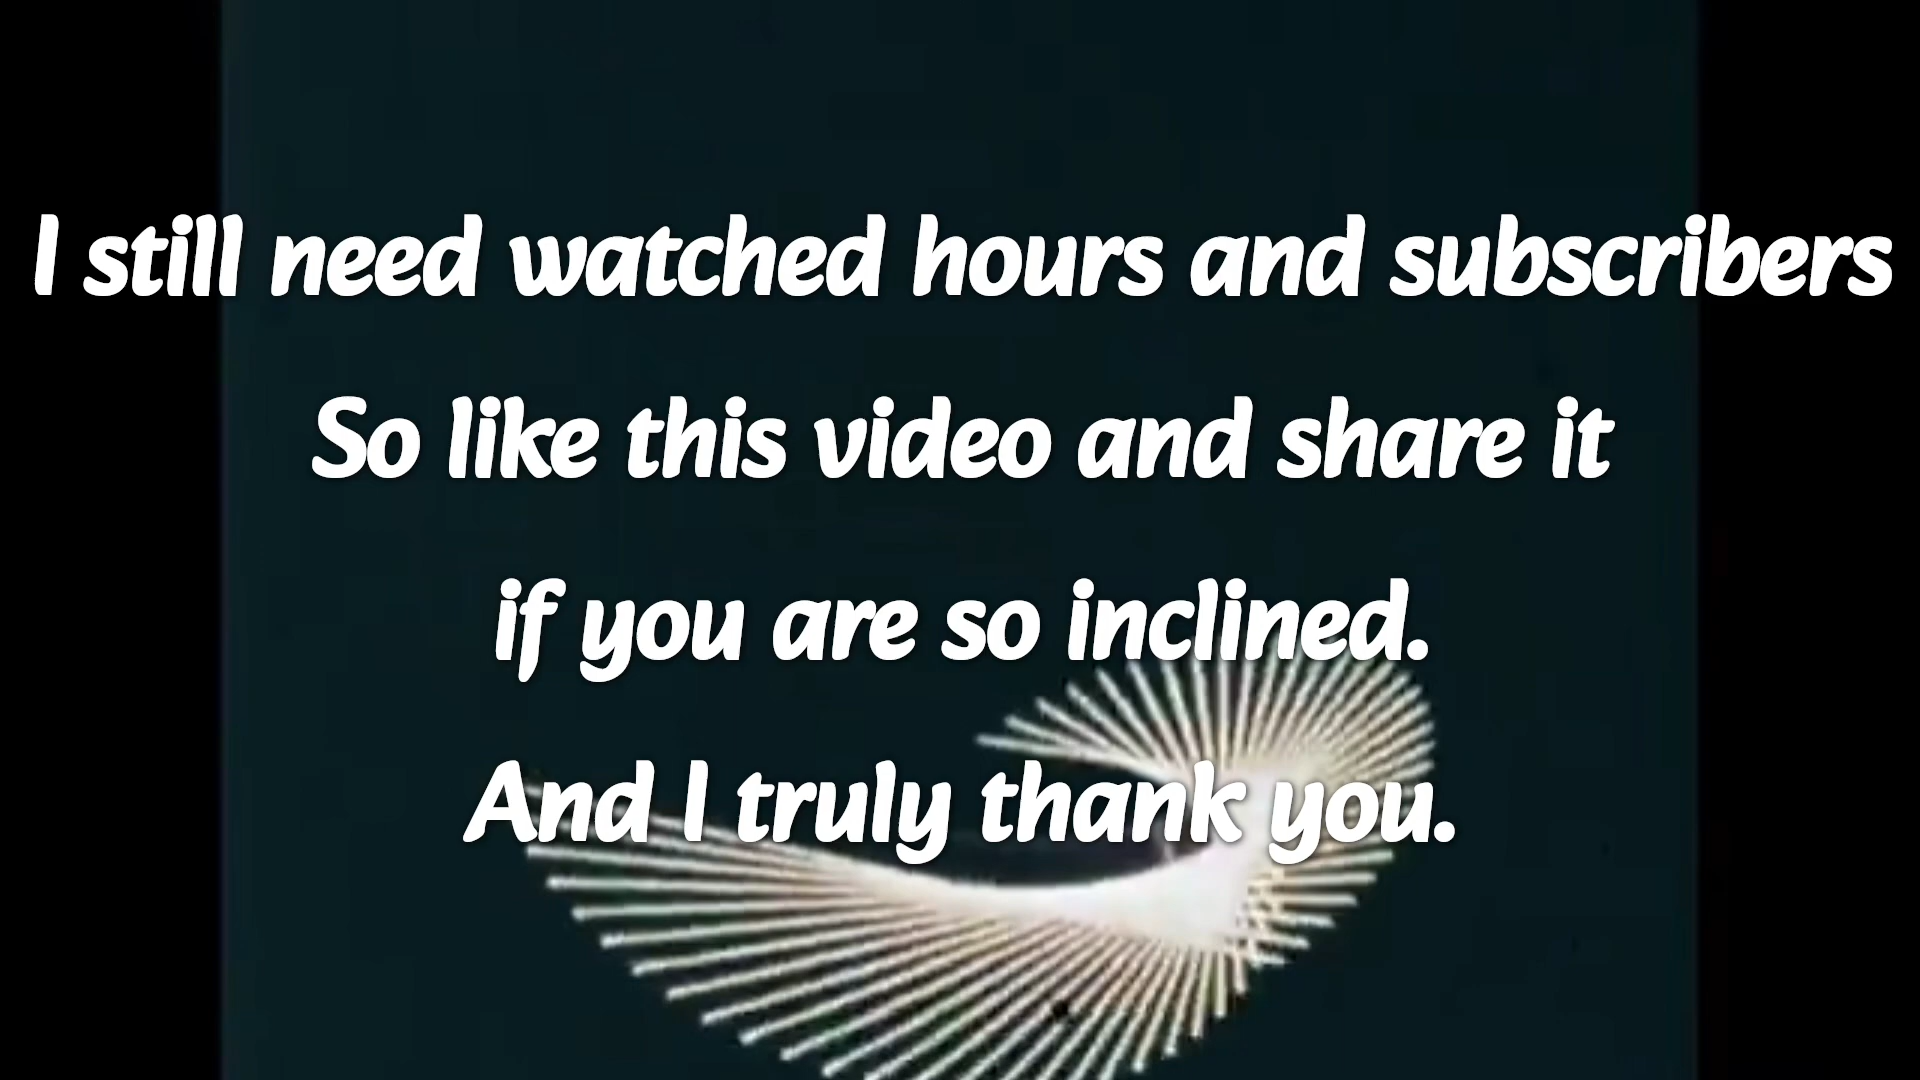 I still need watched hours and subscribers
So like this video and share it
if you are so inclined.
And I truly thank you.